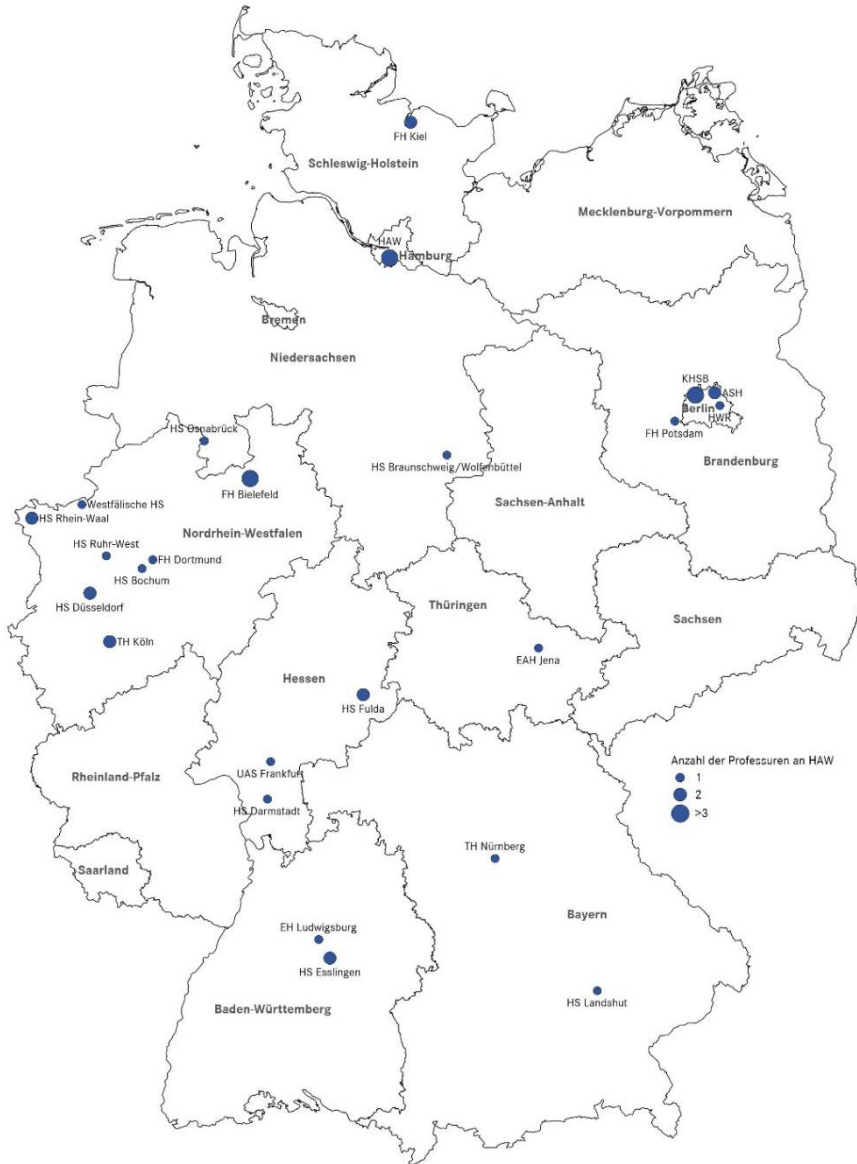 FH Kiel
Schleswig-Holstein
Mecklenburg-Vorpommern
HAW
Hamburg
Bremen
Niedersachsen
KHSB
ASH
Berlin
HWR
FH Potsdam
Brandenburg
HS Osnabrück
HS Braunschweig/Wolfenbüttel
FH Bielefeld
Sachsen-Anhalt
Westfälische HS
HS Rhein-Waal
Nordrhein-Westfalen
HS Ruhr-West
FH Dortmund
HS Bochum
HS Düsseldorf
Thüringen
Sachsen
TH Köln
EAH Jena
Hessen
HS Fulda
UAS Frankfurt
Rheinland-Pfalz
HS Darmstadt
Anzahl der Professuren an HAW
1
2
>3
TH Nürnberg
Saarland
Bayern
EH Ludwigsburg
HS Esslingen
HS Landshut
Baden-Württemberg